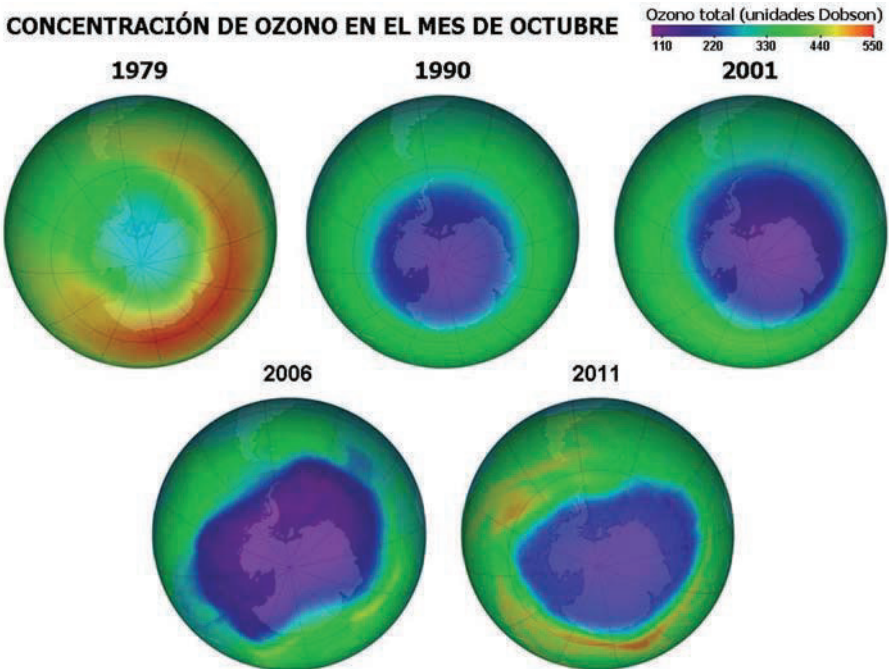 CONCENTRACIÓN DE OZONO EN EL MES DE OCTUBRE
Ozono total (unidades Dobson)
110 220 330 440 550
1979 1990 2001
2006 2011